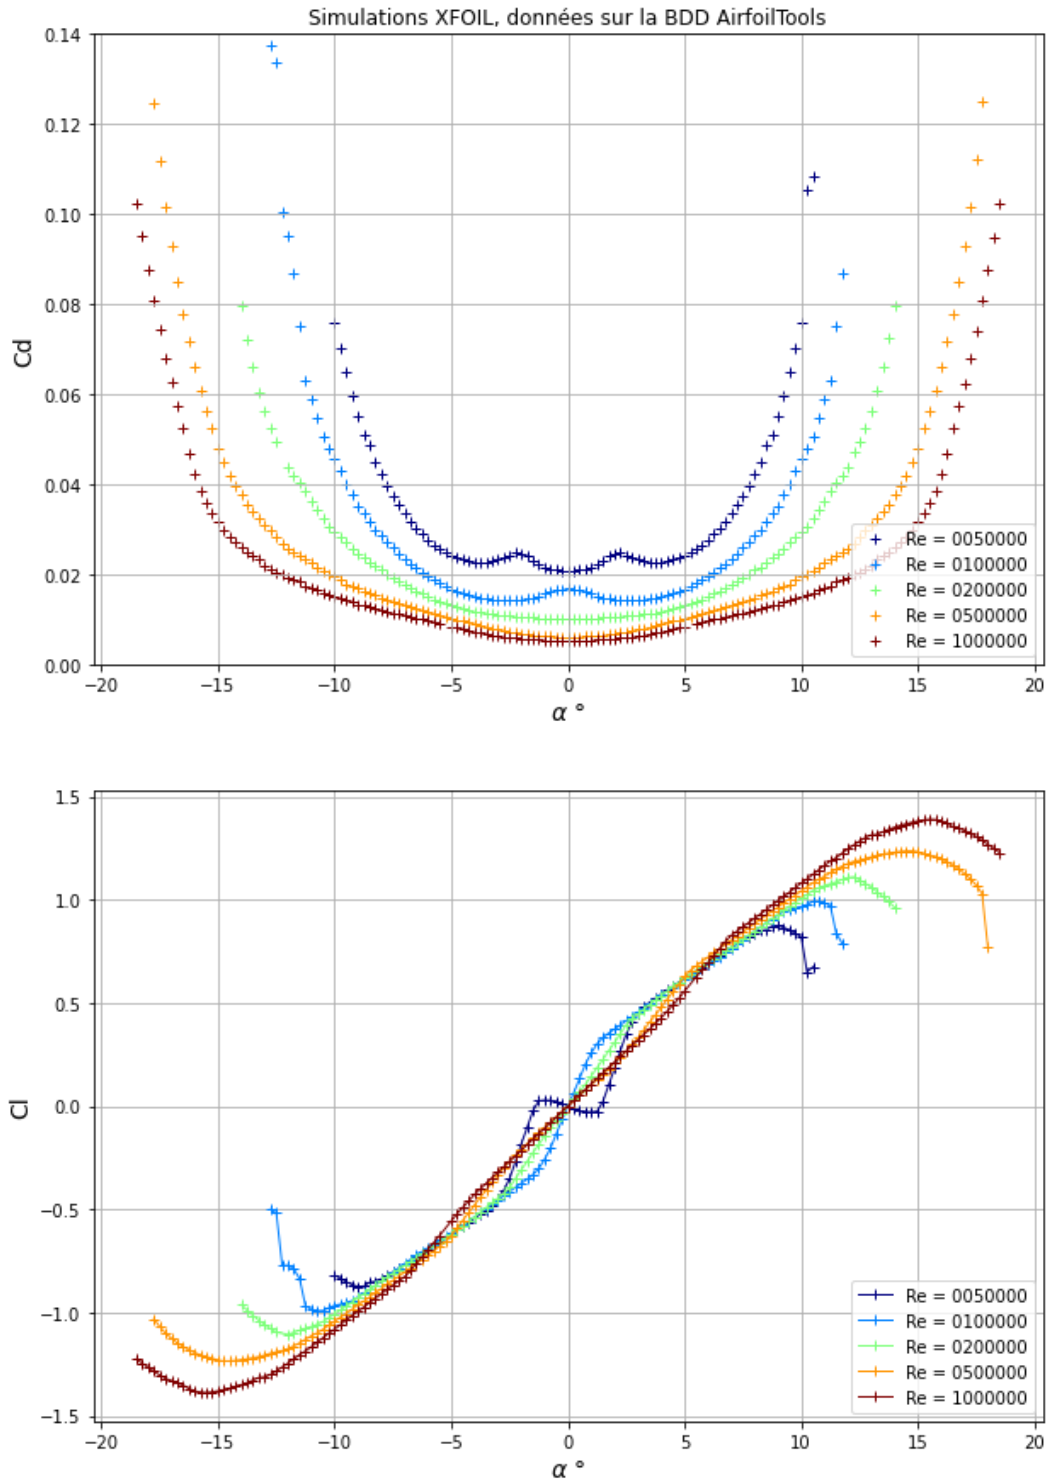 Simulations XFOIL, données sur la BDD AirfoilTools
0.14
0.12
0.10
0.08
0.06
0.04
0.02
0.00
Cd
Re = 0050000
Re = 0100000
Re = 0200000
Re = 0500000
Re = 1000000
−20 −15 −10 −5 0 5 10 15 20
α °
1.5
1.0
0.5
0.0
−0.5
−1.0
−1.5
Cl
Re = 0050000
Re = 0100000
Re = 0200000
Re = 0500000
Re = 1000000
−20 −15 −10 −5 0 5 10 15 20
α °